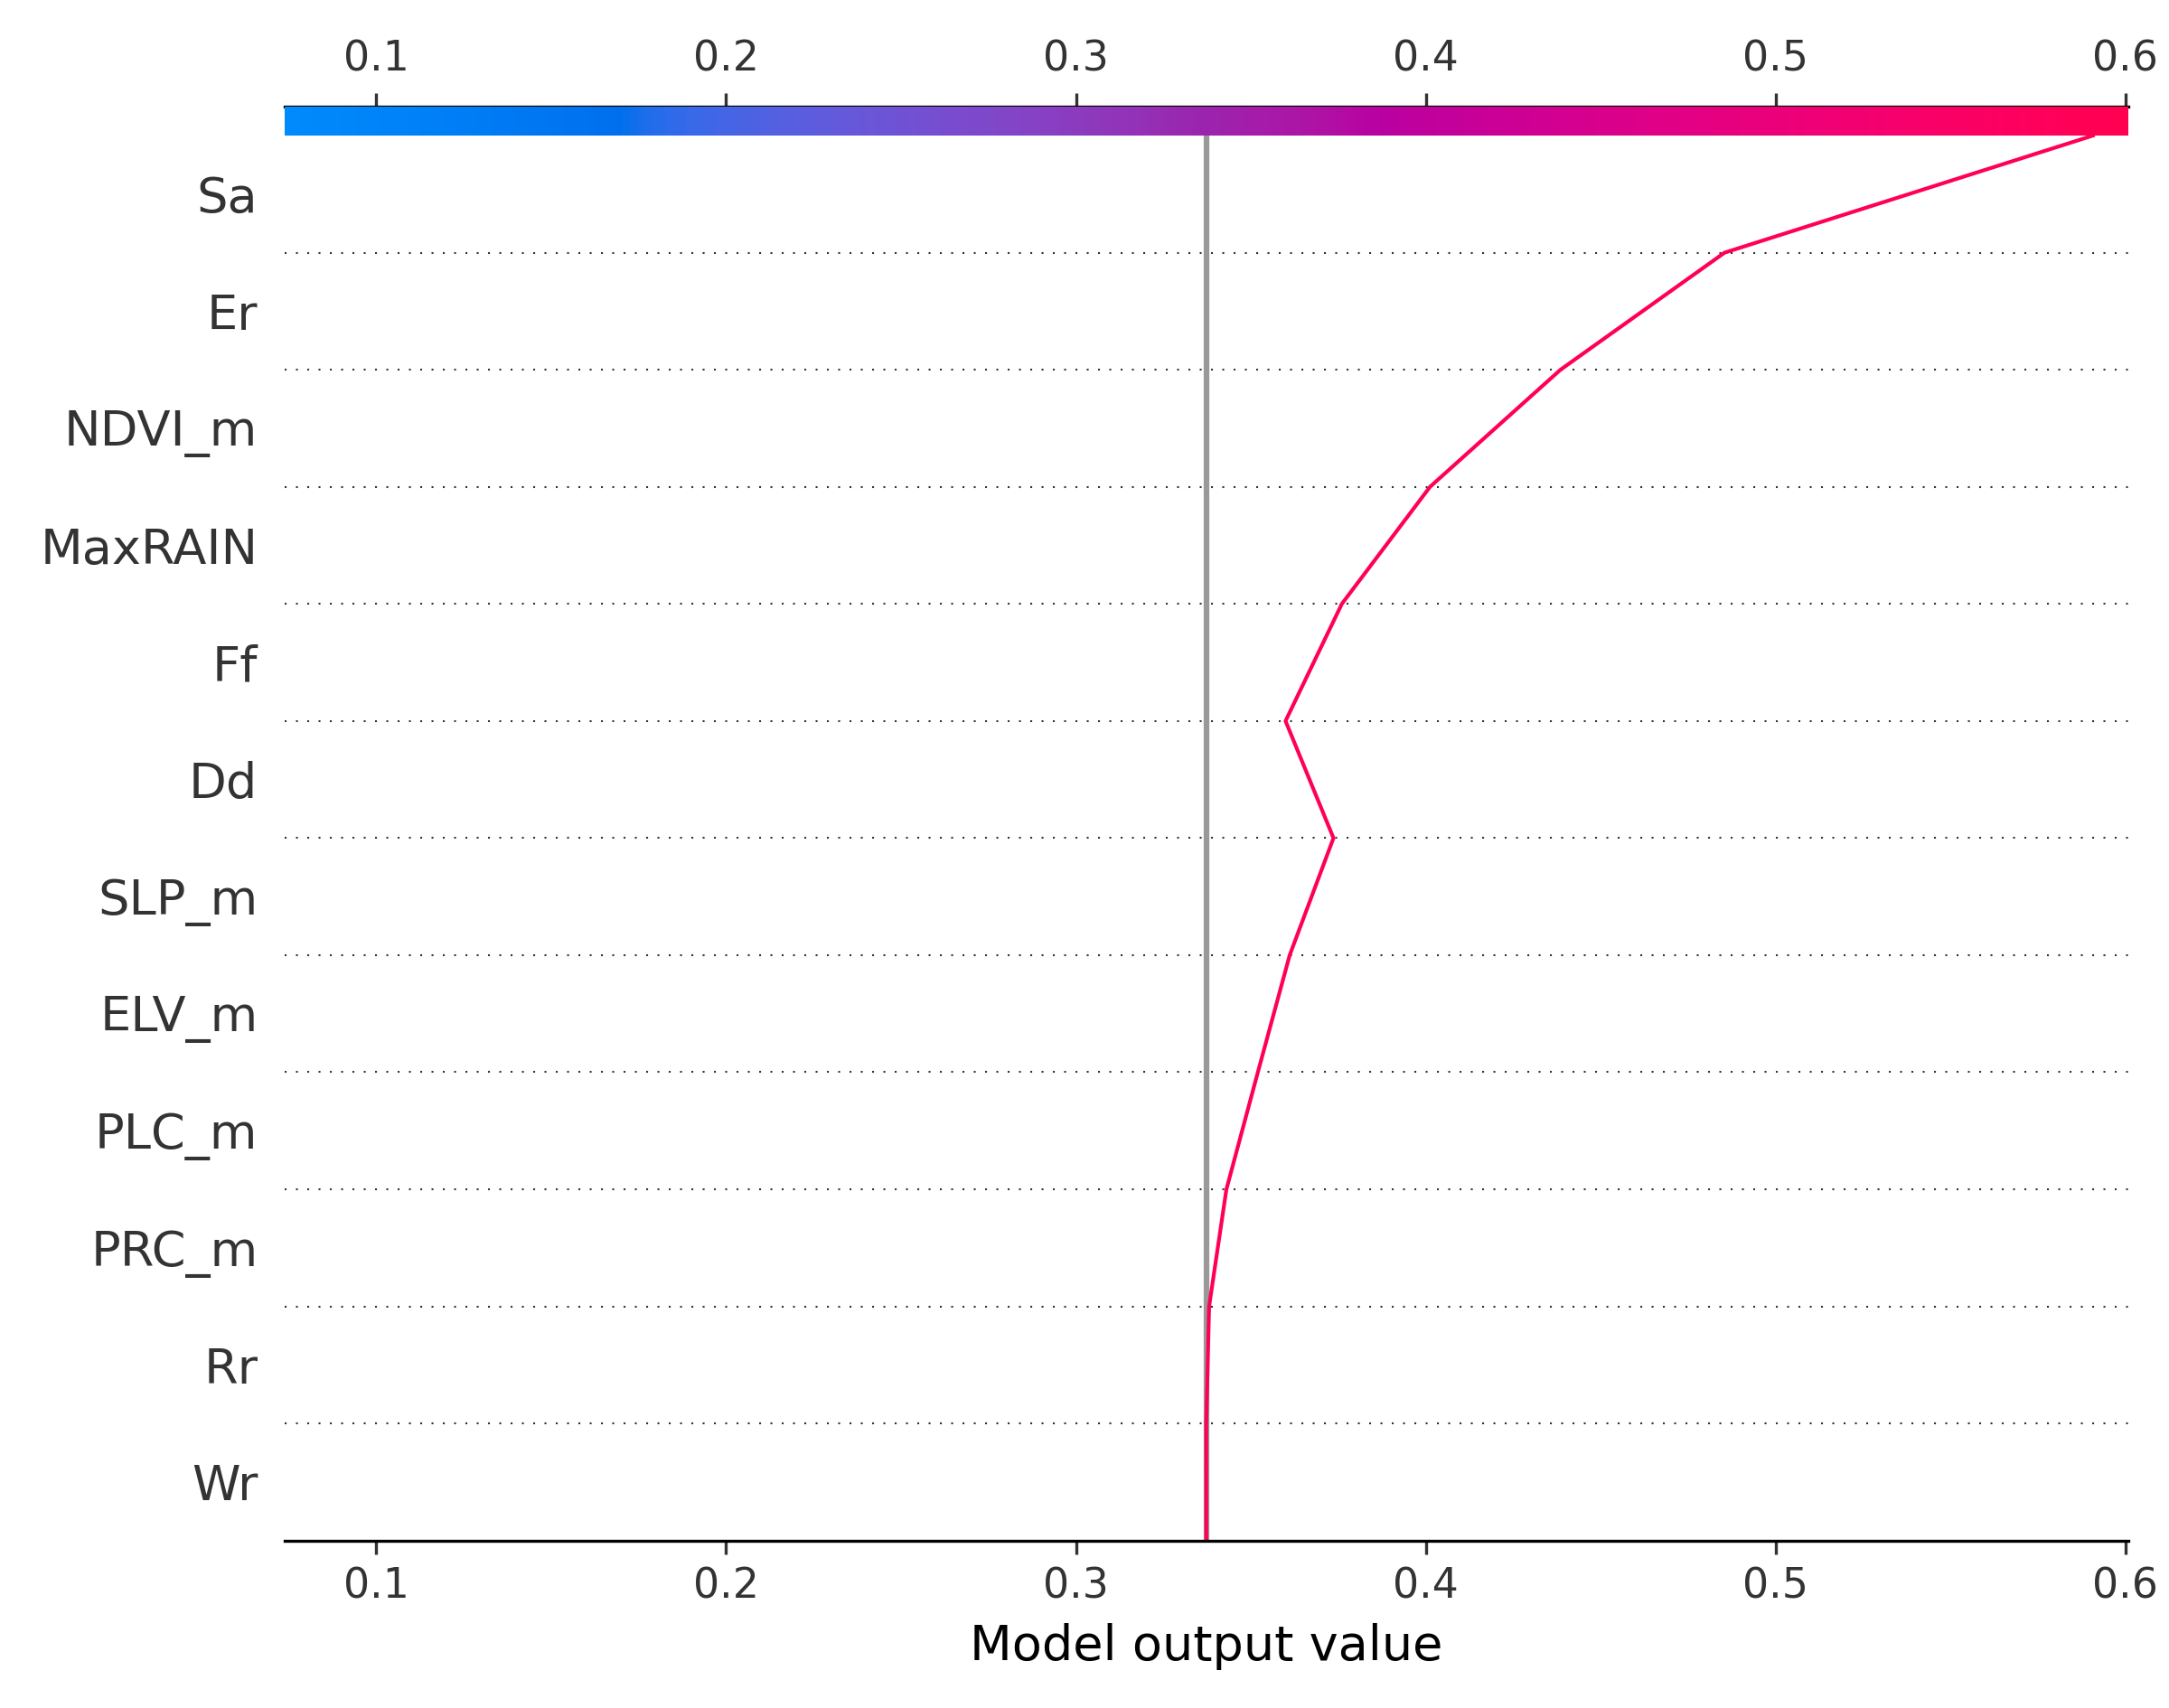 0.1 0.2 0.3 0.4 0.5 0.6
Sa
Er
NDVI_m
MaxRAIN
Ff
Dd
SLP_m
ELV_m
PLC_m
PRC_m
Rr
Wr
0.1 0.2 0.3 0.4 0.5 0.6
Model output value